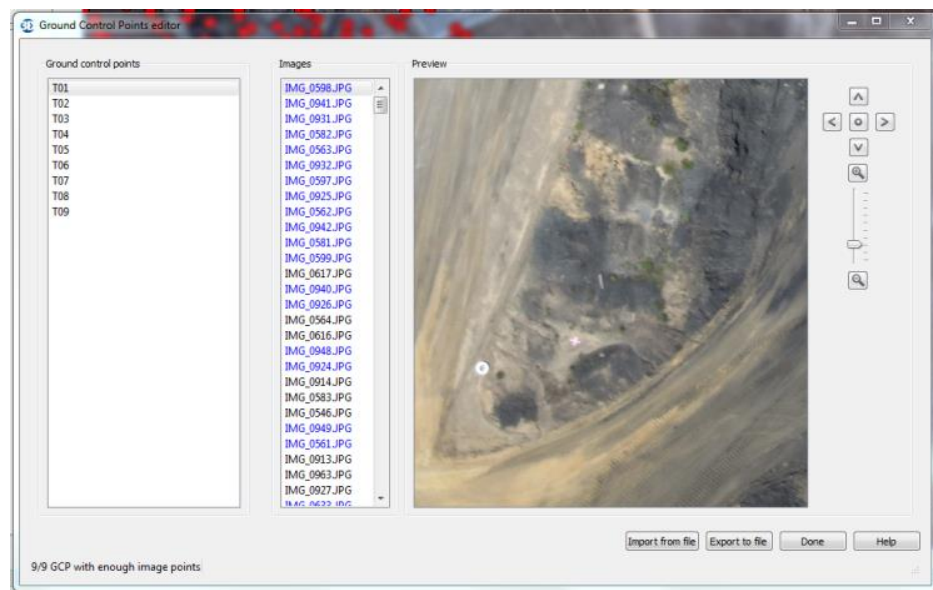 Ground Control Points editor
Ground control points
Images
Preview
T01
T02
T03
T04
T05
T06
T07
T08
T09
IMG_0598.JPG
IMG_0941.JPG
IMG_0931.JPG
IMG_0582.JPG
IMG_0563.JPG
IMG_0932.JPG
IMG_0597.JPG
IMG_0925.JPG
IMG_0562.JPG
IMG_0942.JPG
IMG_0581.JPG
IMG_0599.JPG
IMG_0617.JPG
IMG_0940.JPG
IMG_0926.JPG
IMG_0564.JPG
IMG_0616.JPG
IMG_0948.JPG
IMG_0924.JPG
IMG_0914.JPG
IMG_0583.JPG
IMG_0546.JPG
IMG_0949.JPG
IMG_0561.JPG
IMG_0913.JPG
IMG_0963.JPG
IMG_0927.JPG
Import from file
Export to file
Done
Help
9/9 GCP with enough image points